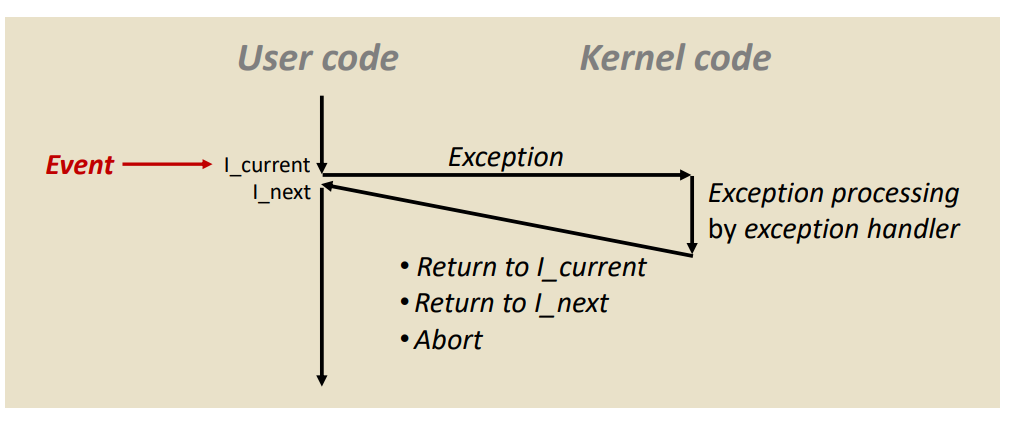 User code
Kernel code
Event
I_current
I_next
Exception
Exception processing
by exception handler
• Return to I_current
• Return to I_next
• Abort